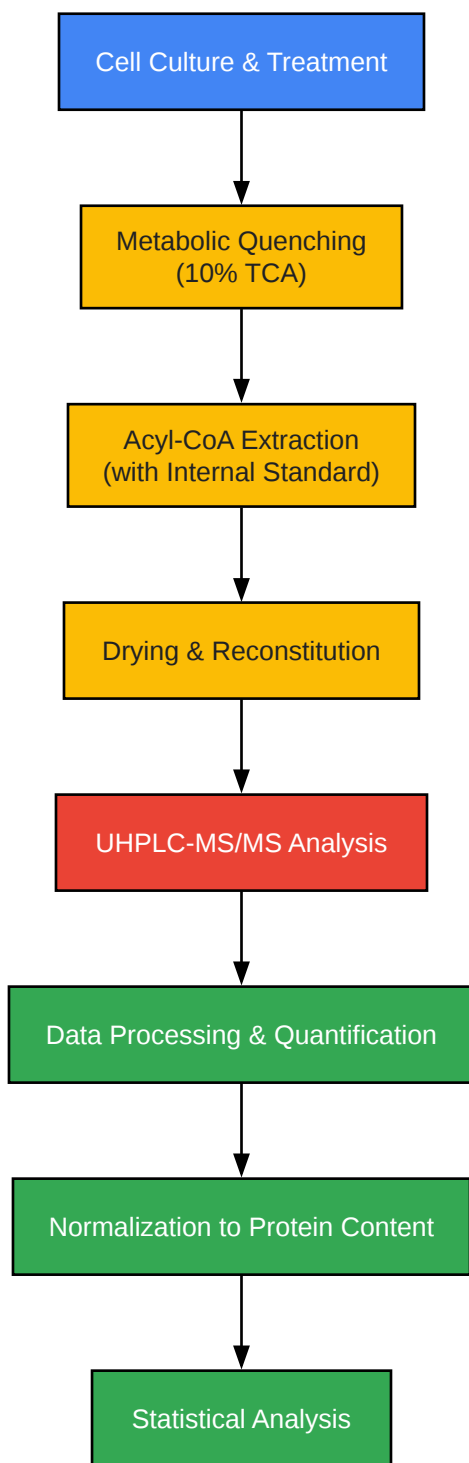 Cell Culture & Treatment
Metabolic Quenching
(10% TCA)
Acyl-CoA Extraction
(with Internal Standard)
Drying & Reconstitution
UHPLC-MS/MS Analysis
Data Processing & Quantification
Normalization to Protein Content
Statistical Analysis